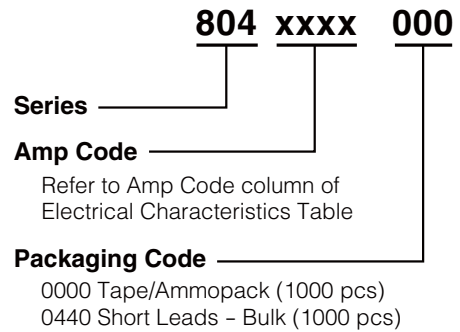 804 xxxx 000
Series
Amp Code
Refer to Amp Code column of
Electrical Characteristics Table
Packaging Code
0000 Tape/Ammopack (1000 pcs)
0440 Short Leads – Bulk (1000 pcs)